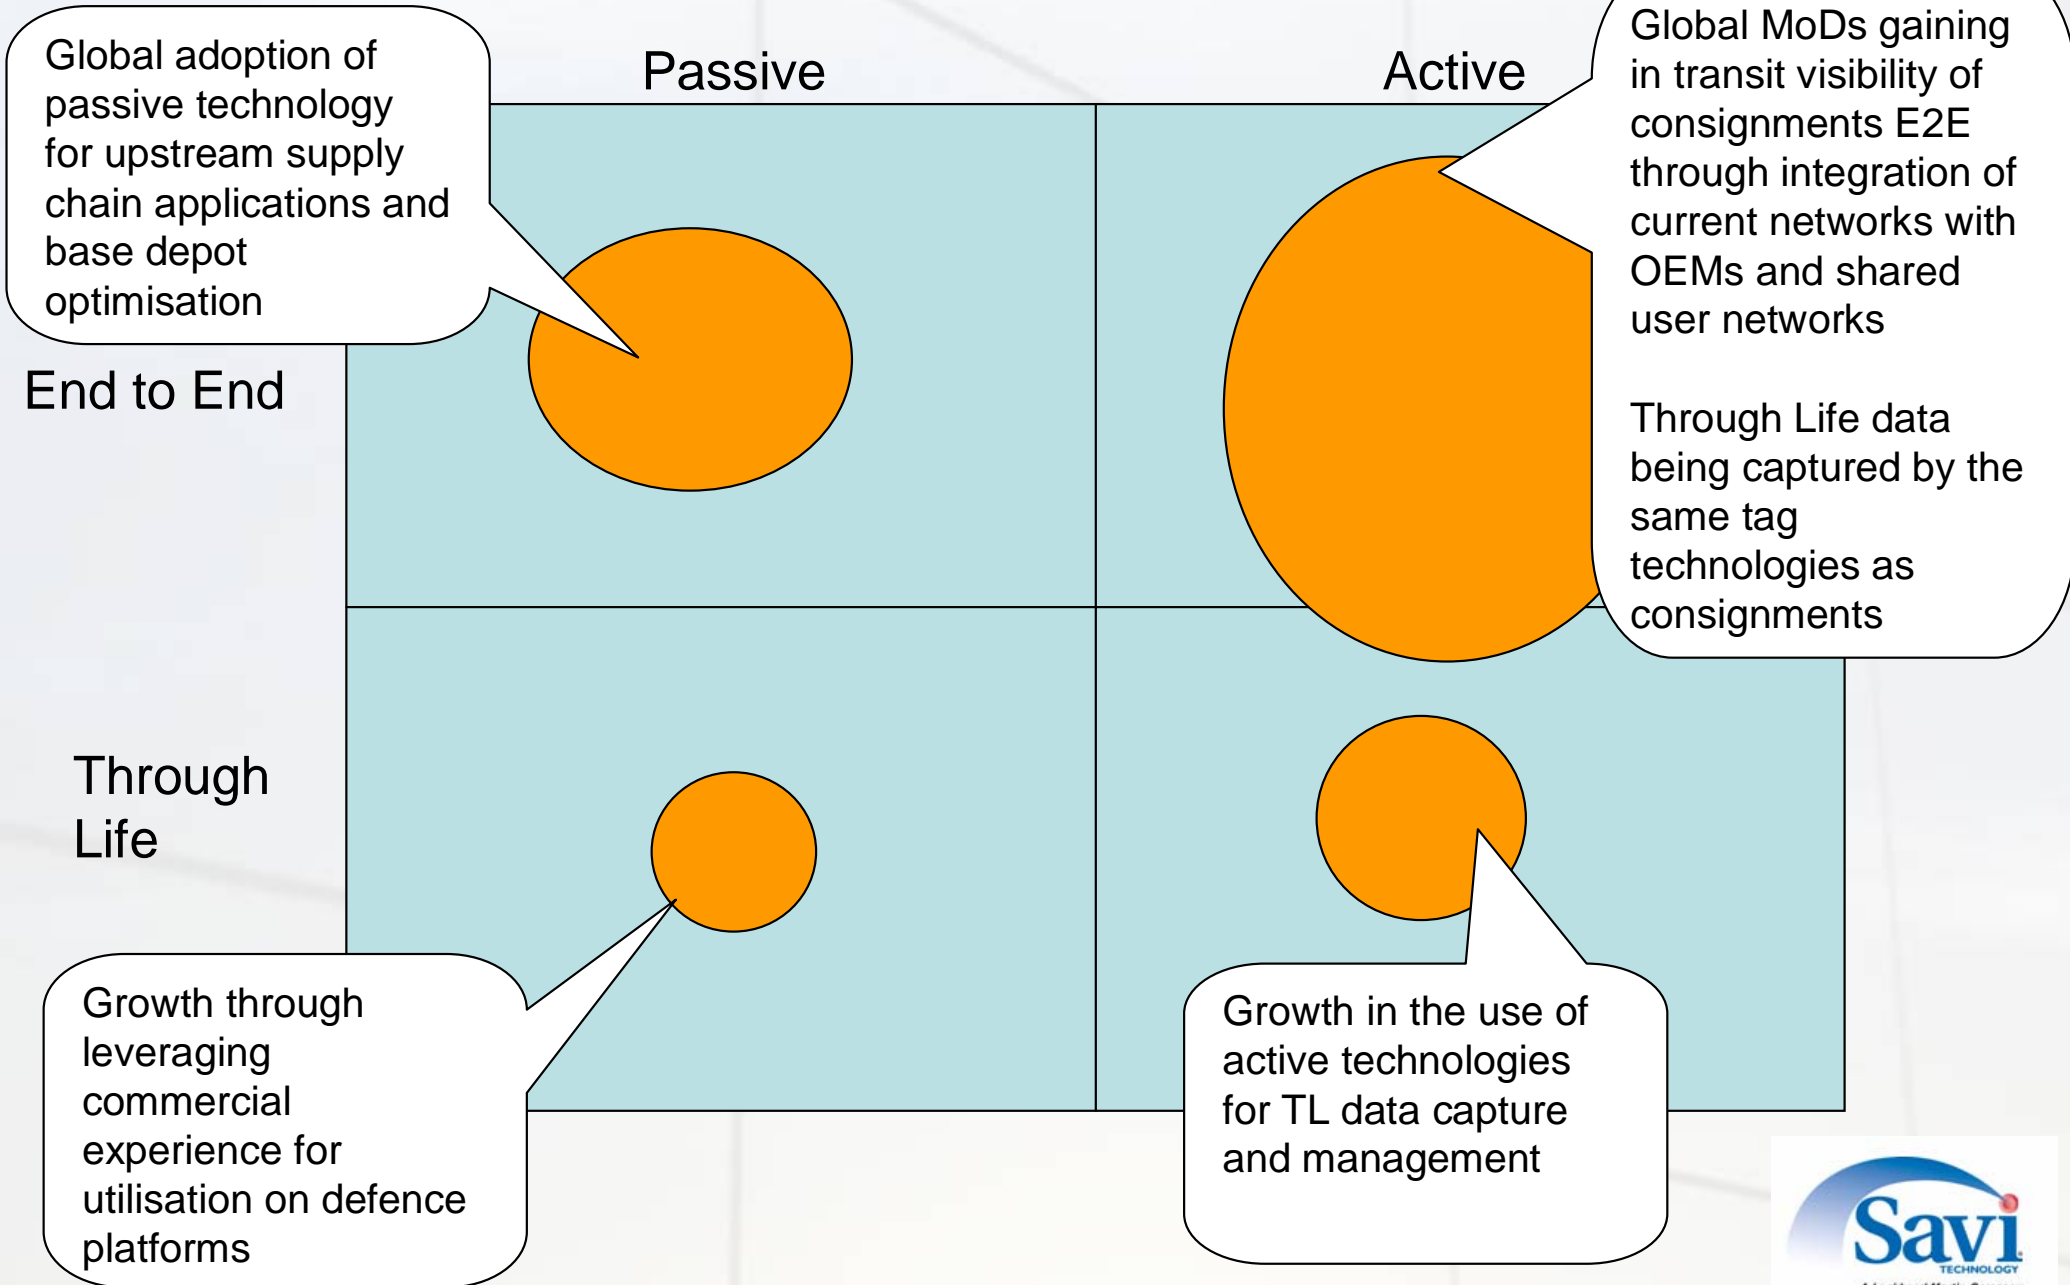 Global adoption of
passive technology
for upstream supply
chain applications and
base depot
optimisation
Passive
Active
Global MoDs gaining
in transit visibility of
consignments E2E
through integration of
current networks with
OEMs and shared
user networks
Through Life data
being captured by the
same tag
technologies as
consignments
End to End
Through
Life
Growth through
leveraging
commercial
experience for
utilisation on defence
platforms
Growth in the use of
active technologies
for TL data capture
and management
Savi
TECHNOLOGY